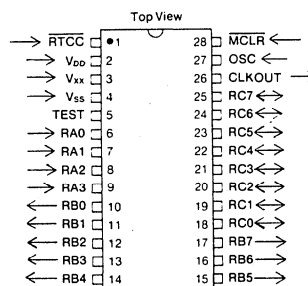 Top View
RTCC 1 28 MCLR
VDD 2 27 OSC
Vxx 3 26 CLKOUT
Vss 4 25 RC7
TEST 5 24 RC6
RA0 6 23 RC5
RA1 7 22 RC4
RA2 8 21 RC3
RA3 9 20 RC2
RB0 10 19 RC1
RB1 11 18 RC0
RB2 12 17 RB7
RB3 13 16 RB6
RB4 14 15 RB5